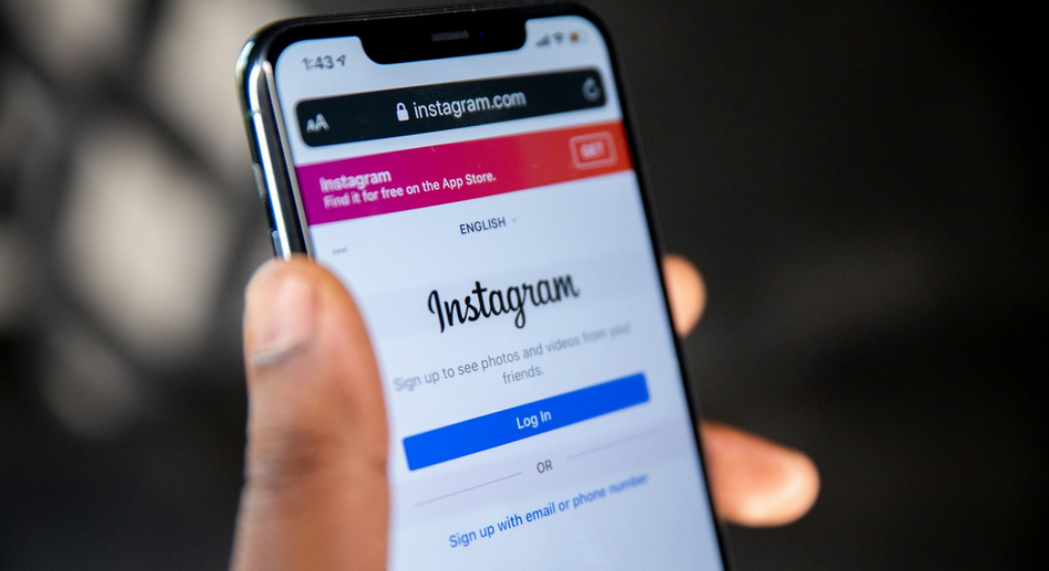 1:43
AA instagram.com
Instagram
Find it for free on the App Store.
GET
ENGLISH
Instagram
Sign up to see photos and videos from your
friends.
Log In
OR
Sign up with email or phone number